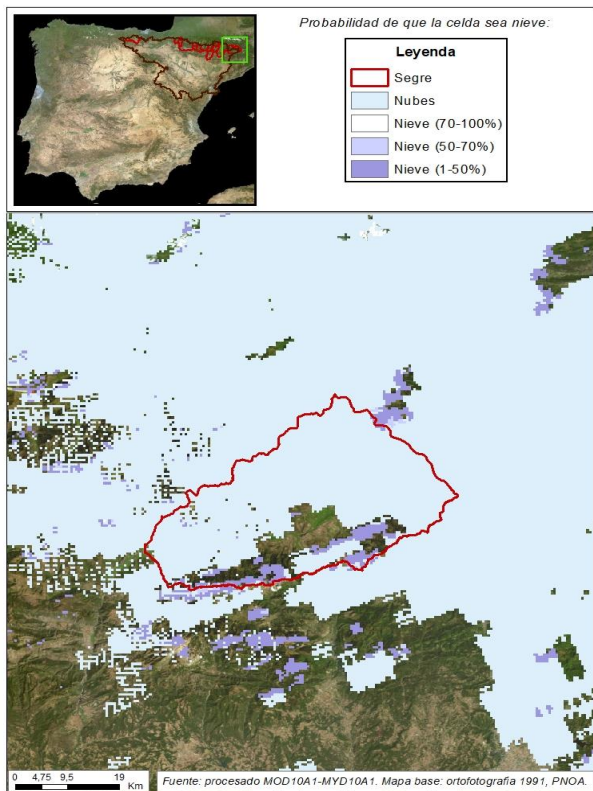 Probabilidad de que la celda sea nieve:
Leyenda
Segre
Nubes
Nieve (70-100%)
Nieve (50-70%)
Nieve (1-50%)
0 4,75 9,5 19
Km
Fuente: procesado MOD10A1-MYD10A1. Mapa base: ortofotografia 1991, PNOA.